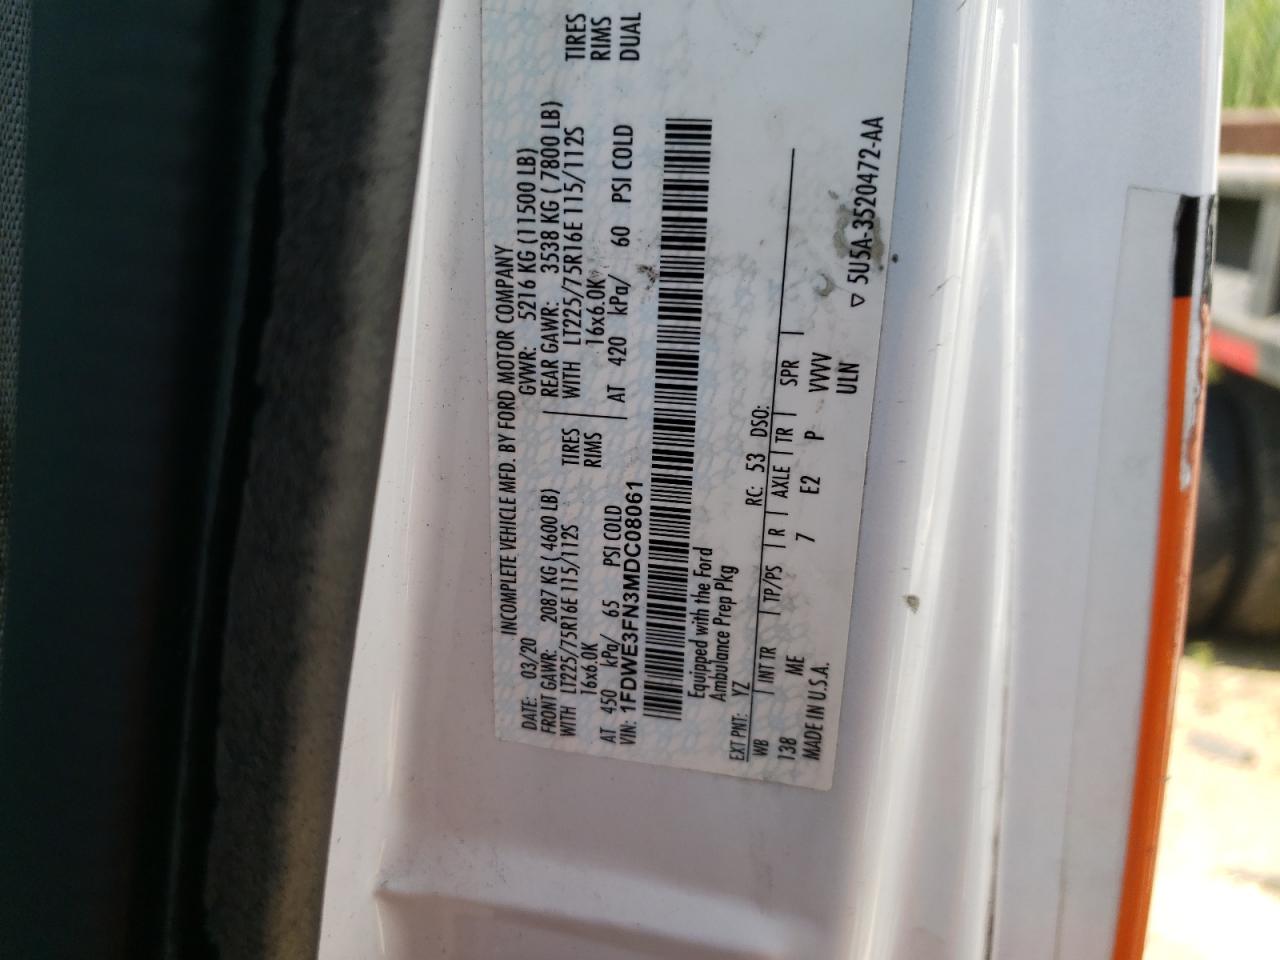 INCOMPLETE VEHICLE MFD. BY FORD MOTOR COMPANY
DATE: 03/20 GVWR: 5216 KG (11500 LB)
FRONT GAWR: 2087 KG ( 4600 LB) REAR GAWR: 3538 KG ( 7800 LB)
WITH LT225/75R16E 115/112S TIRES WITH LT225/75R16E 115/112S TIRES
16x6.0K RIMS 16x6.0K RIMS
AT 450 kPa/ 65 PSI COLD AT 420 kPa/ 60 PSI COLD DUAL
VIN: 1FDWE3FN3MDC08061
Equipped with the Ford
Ambulance Prep Pkg
EXT PNT: YZ RC: 53 DSO:
WB INT TR TP/PS R AXLE TR SPR
138 ME 7 E2 P VVVV
MADE IN U.S.A. ULN
▽ 5U5A-3520472-AA